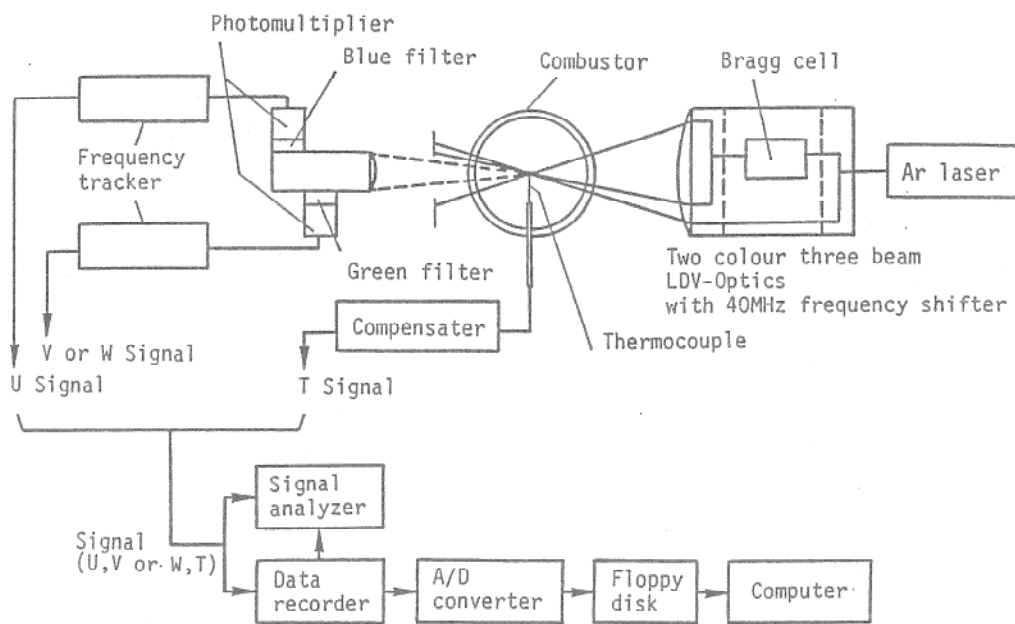 Photomultiplier
Blue filter
Combustor
Bragg cell
Frequency
tracker
Ar laser
Green filter
Two colour three beam
LDV-Optics
with 40MHz frequency shifter
Compensater
Thermocouple
V or W Signal
U Signal
T Signal
Signal
analyzer
Signal
(U,V or W,T)
Data
recorder
A/D
converter
Floppy
disk
Computer